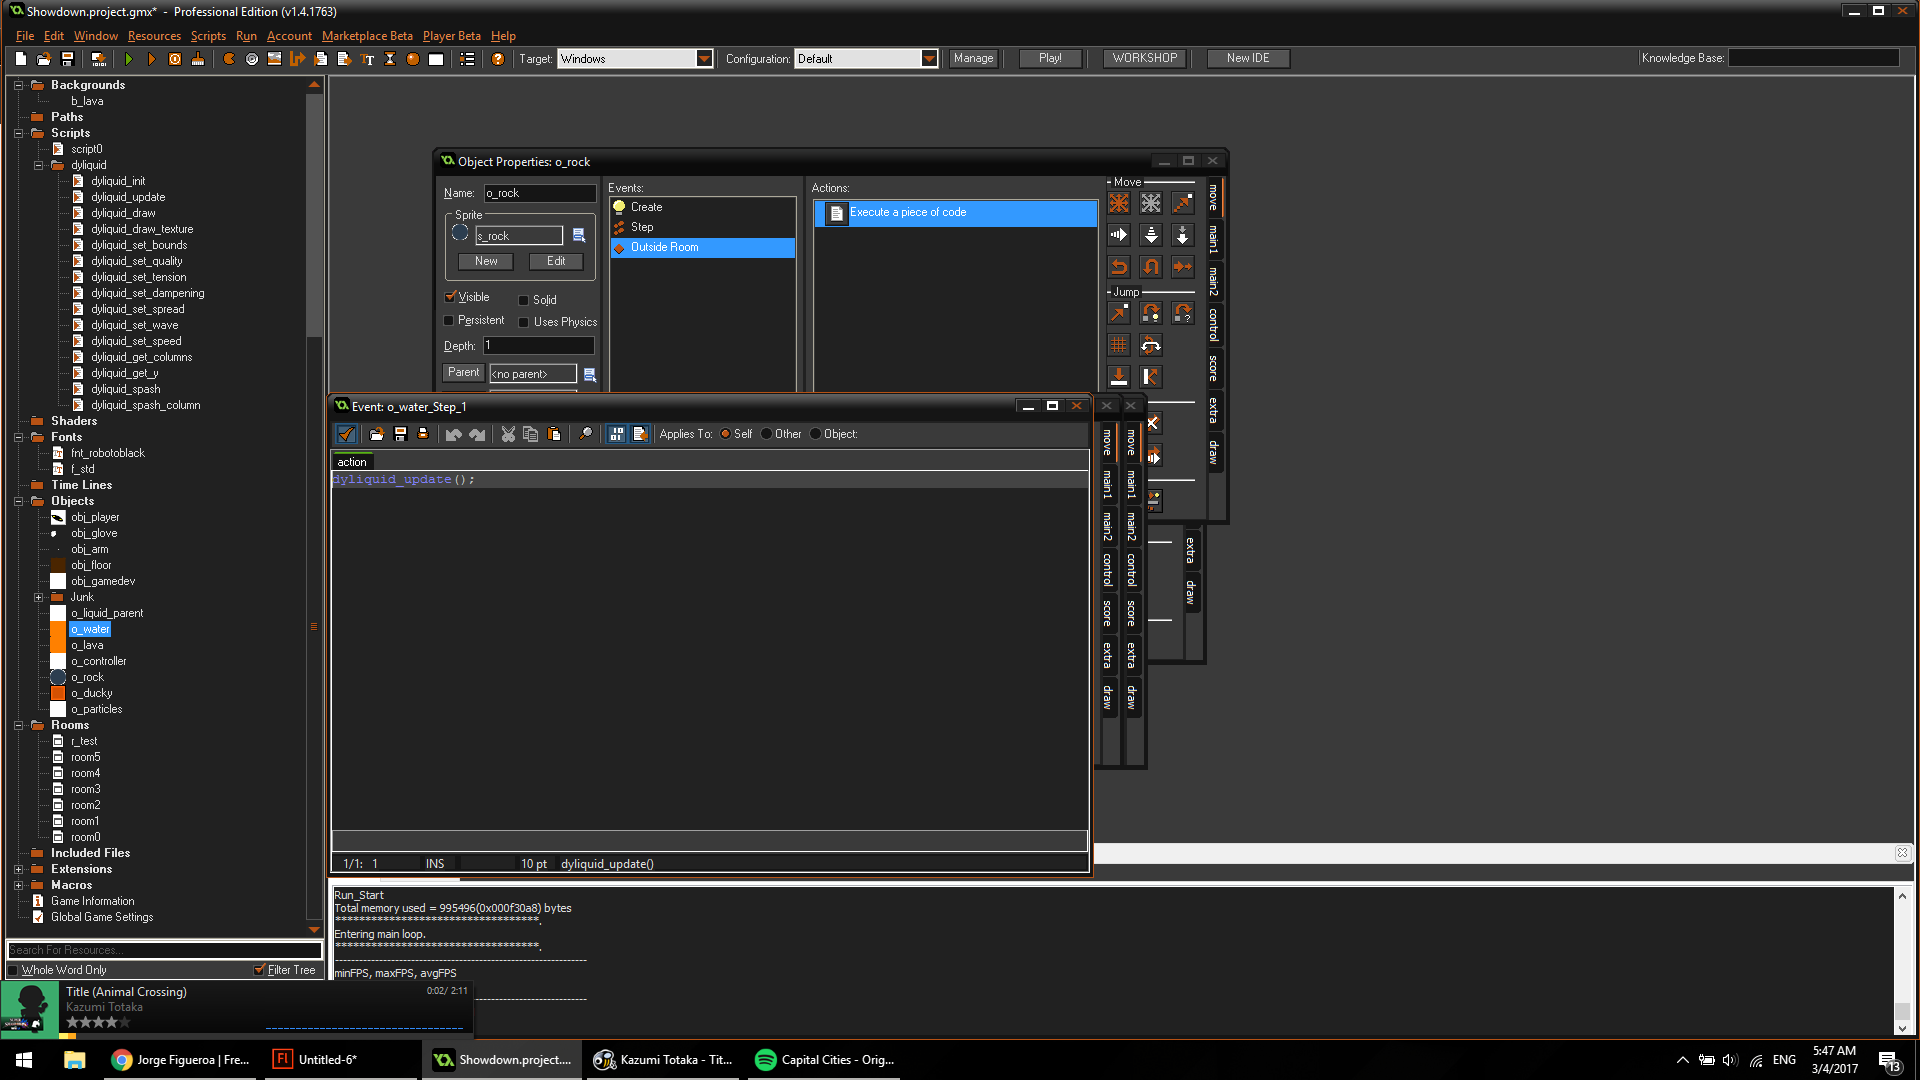 Showdown.project.gmx* - Professional Edition (v1.4.1763)
File Edit Window Resources Scripts Run Account Marketplace Beta Player Beta Help
Target: Windows Configuration: Default Manage Play! WORKSHOP New IDE Knowledge Base:
Backgrounds
b_lava
Paths
Scripts
script0
dyliquid
dyliquid_init
dyliquid_update
dyliquid_draw
dyliquid_draw_texture
dyliquid_set_bounds
dyliquid_set_quality
dyliquid_set_tension
dyliquid_set_dampening
dyliquid_set_spread
dyliquid_set_wave
dyliquid_set_speed
dyliquid_get_columns
dyliquid_get_y
dyliquid_spash
dyliquid_spash_column
Shaders
Fonts
fnt_robotoblack
f_std
Time Lines
Objects
obj_player
obj_glove
obj_arm
obj_floor
obj_gamedev
Junk
o_liquid_parent
o_water
o_lava
o_controller
o_rock
o_ducky
o_particles
Rooms
r_test
room5
room4
room3
room2
room1
room0
Included Files
Extensions
Macros
Game Information
Global Game Settings
Search For Resources...
Whole Word Only Filter Tree
Object Properties: o_rock
Name: o_rock
Sprite
s_rock
New Edit
Visible Solid
Persistent Uses Physics
Depth: 1
Parent <no parent>
Events:
Create
Step
Outside Room
Actions:
Execute a piece of code
Move
Jump
move
main1
main2
control
score
extra
draw
Event: o_water_Step_1
Applies To: Self Other Object:
action
dyliquid_update();
1/1: 1 INS 10 pt dyliquid_update()
move
main1
main2
control
score
extra
draw
move
main1
main2
control
score
extra
draw
extra
draw
Run_Start
Total memory used = 995496(0x000f30a8) bytes
**********************************.
Entering main loop.
**********************************.
minFPS, maxFPS, avgFPS
Title (Animal Crossing) 0:02/ 2:11
Kazumi Totaka
Jorge Figueroa | Fre...
Fl Untitled-6*
Showdown.project....
Kazumi Totaka - Tit...
Capital Cities - Orig...
ENG
5:47 AM
3/4/2017
13